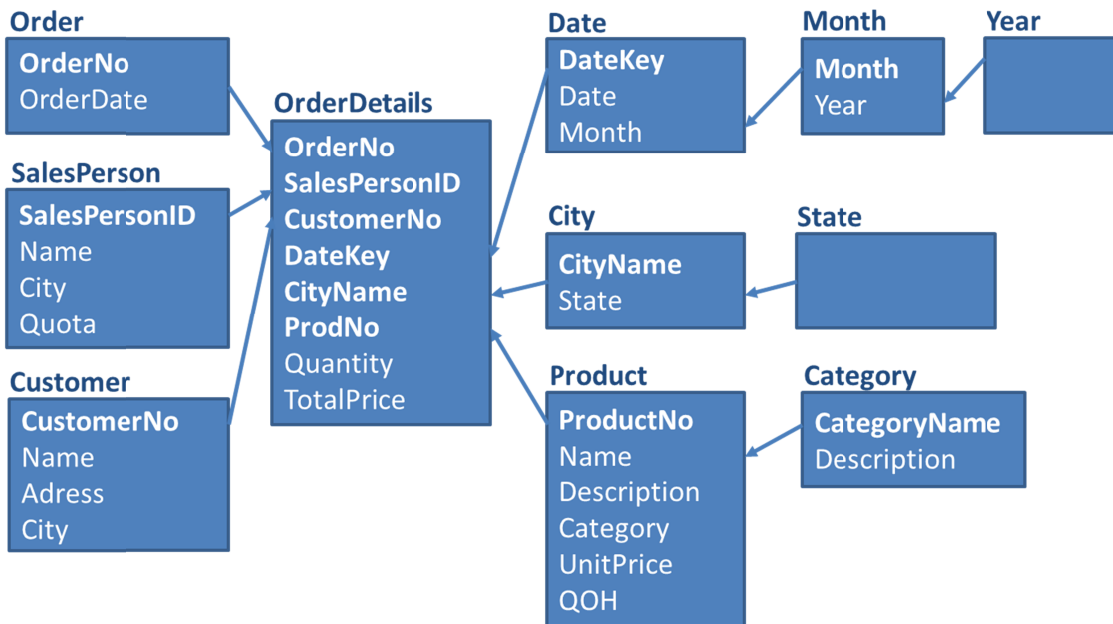 Order
OrderNo
OrderDate
SalesPerson
SalesPersonID
Name
City
Quota
Customer
CustomerNo
Name
Adress
City
OrderDetails
OrderNo
SalesPersonID
CustomerNo
DateKey
CityName
ProdNo
Quantity
TotalPrice
Date
DateKey
Date
Month
Month
Month
Year
Year
City
CityName
State
State
Product
ProductNo
Name
Description
Category
UnitPrice
QOH
Category
CategoryName
Description